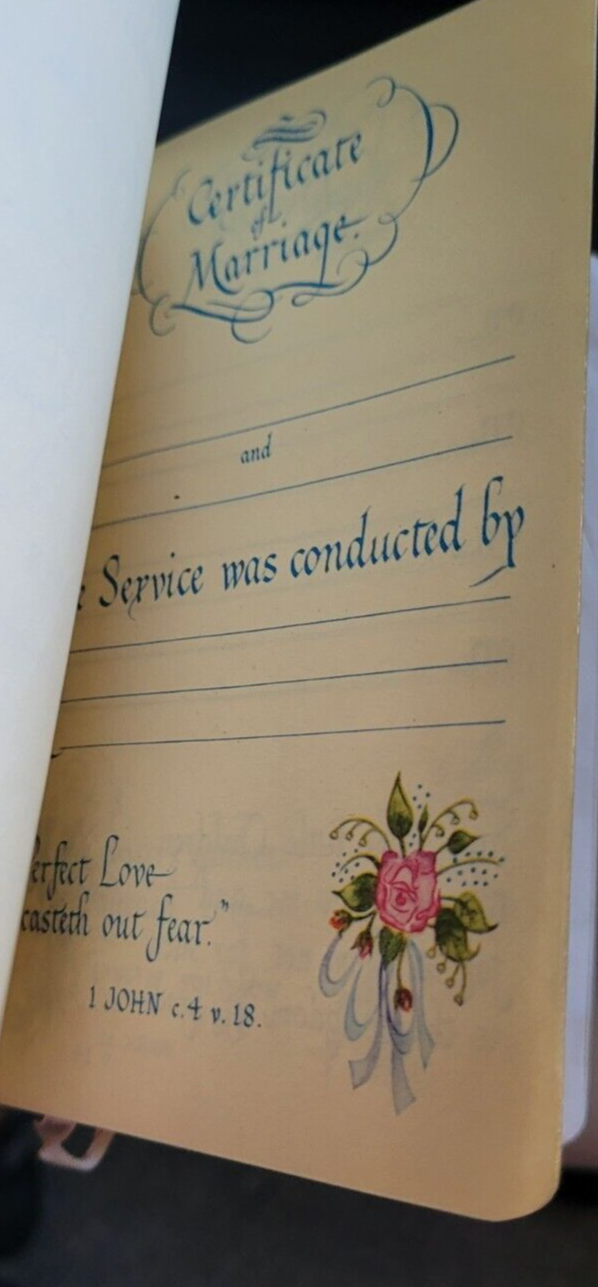 Certificate
of
Marriage.
and
Service was conducted by
erfect Love
casteth out fear."
1 JOHN c.4 v.18.